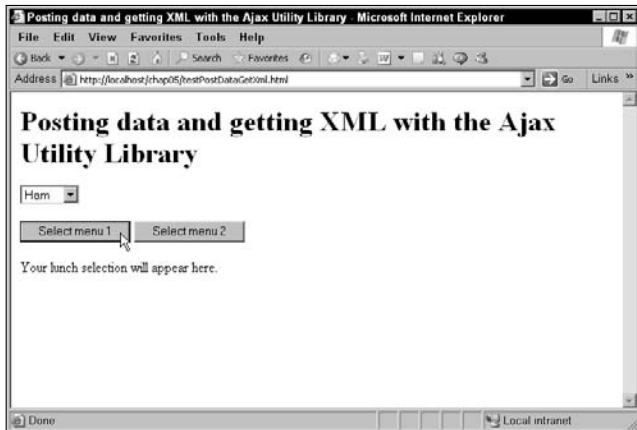 Posting data and getting XML with the Ajax Utility Library - Microsoft Internet Explorer
File Edit View Favorites Tools Help
Back Search Favorites
Address http://localhost/chap05/testPostDataGetXml.html Go Links »
Posting data and getting XML with the Ajax
Utility Library
Ham
Select menu 1 Select menu 2
Your lunch selection will appear here.
Done Local intranet